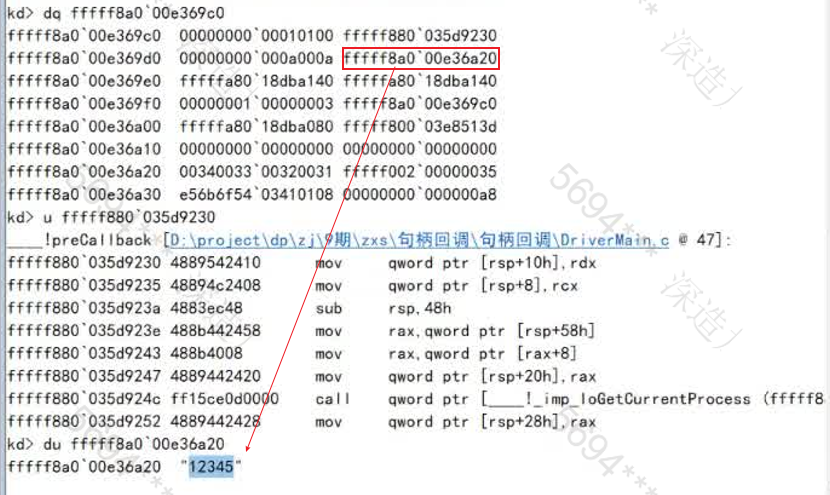 kd> dq fffff8a0`00e369c0
fffff8a0`00e369c0  00000000`00010100 fffff880`035d9230
fffff8a0`00e369d0  00000000`000a000a fffff8a0`00e36a20
fffff8a0`00e369e0  fffffa80`18dba140 fffffa80`18dba140
fffff8a0`00e369f0  00000001`00000003 fffff8a0`00e369c0
fffff8a0`00e36a00  fffffa80`18dba080 fffff800`03e8513d
fffff8a0`00e36a10  00000000`00000000 00000000`00000000
fffff8a0`00e36a20  00340033`00320031 fffff002`00000035
fffff8a0`00e36a30  e56b6f54`03410108 00000000`000000a8
kd> u fffff880`035d9230
____!preCallback [D:\project\dp\zj\9期\zxs\句柄回调\句柄回调\DriverMain.c @ 47]:
fffff880`035d9230 4889542410      mov     qword ptr [rsp+10h],rdx
fffff880`035d9235 48894c2408      mov     qword ptr [rsp+8],rcx
fffff880`035d923a 4883ec48        sub     rsp,48h
fffff880`035d923e 488b442458      mov     rax,qword ptr [rsp+58h]
fffff880`035d9243 488b4008        mov     rax,qword ptr [rax+8]
fffff880`035d9247 4889442420      mov     qword ptr [rsp+20h],rax
fffff880`035d924c ff15ce0d0000    call    qword ptr [____!_imp_IoGetCurrentProcess (fffff8
fffff880`035d9252 4889442428      mov     qword ptr [rsp+28h],rax
kd> du fffff8a0`00e36a20
fffff8a0`00e36a20  "12345"
5694***
深造
5694***
深造
5694***
5694***